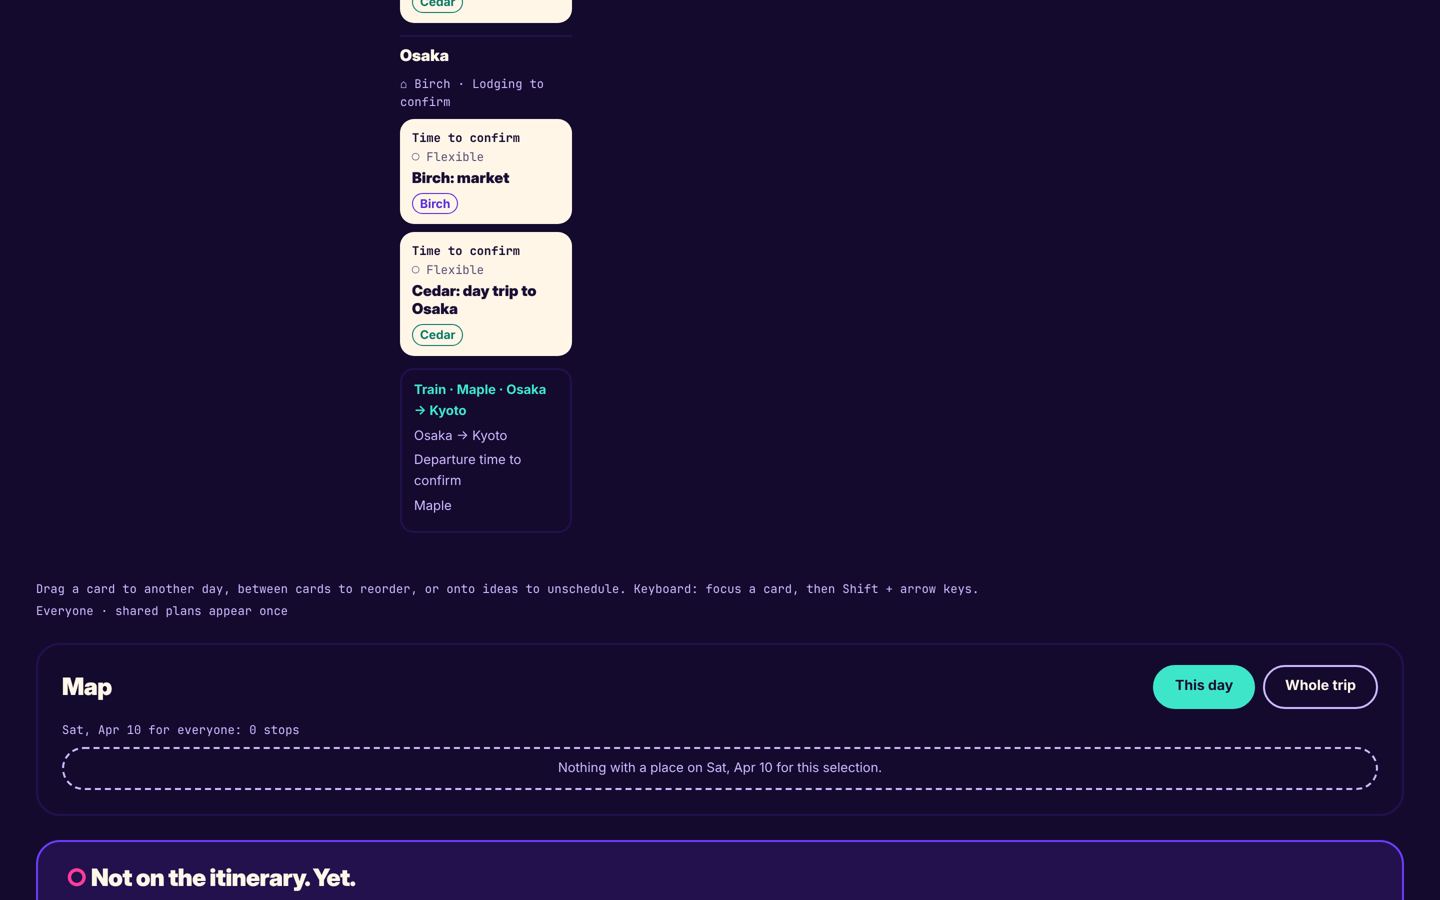 Cedar
Osaka
⌂ Birch · Lodging to
confirm
Time to confirm
○ Flexible
Birch: market
Birch
Time to confirm
○ Flexible
Cedar: day trip to
Osaka
Cedar
Train · Maple · Osaka
→ Kyoto
Osaka → Kyoto
Departure time to
confirm
Maple
Drag a card to another day, between cards to reorder, or onto ideas to unschedule. Keyboard: focus a card, then Shift + arrow keys.
Everyone · shared plans appear once
Map
This day
Whole trip
Sat, Apr 10 for everyone: 0 stops
Nothing with a place on Sat, Apr 10 for this selection.
Not on the itinerary. Yet.